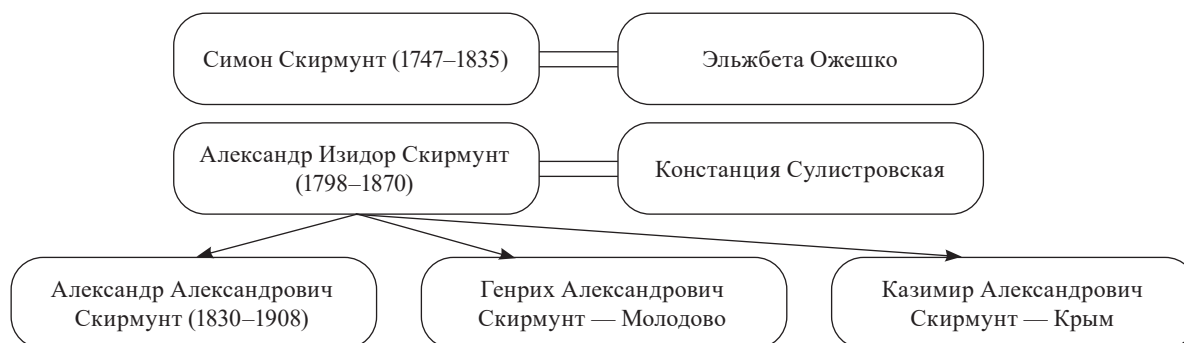 Симон Скирмунт (1747–1835)
Эльжбета Ожешко
Александр Изидор Скирмунт
(1798–1870)
Констанция Сулистровская
Александр Александрович
Скирмунт (1830–1908)
Генрих Александрович
Скирмунт — Молодово
Казимир Александрович
Скирмунт — Крым